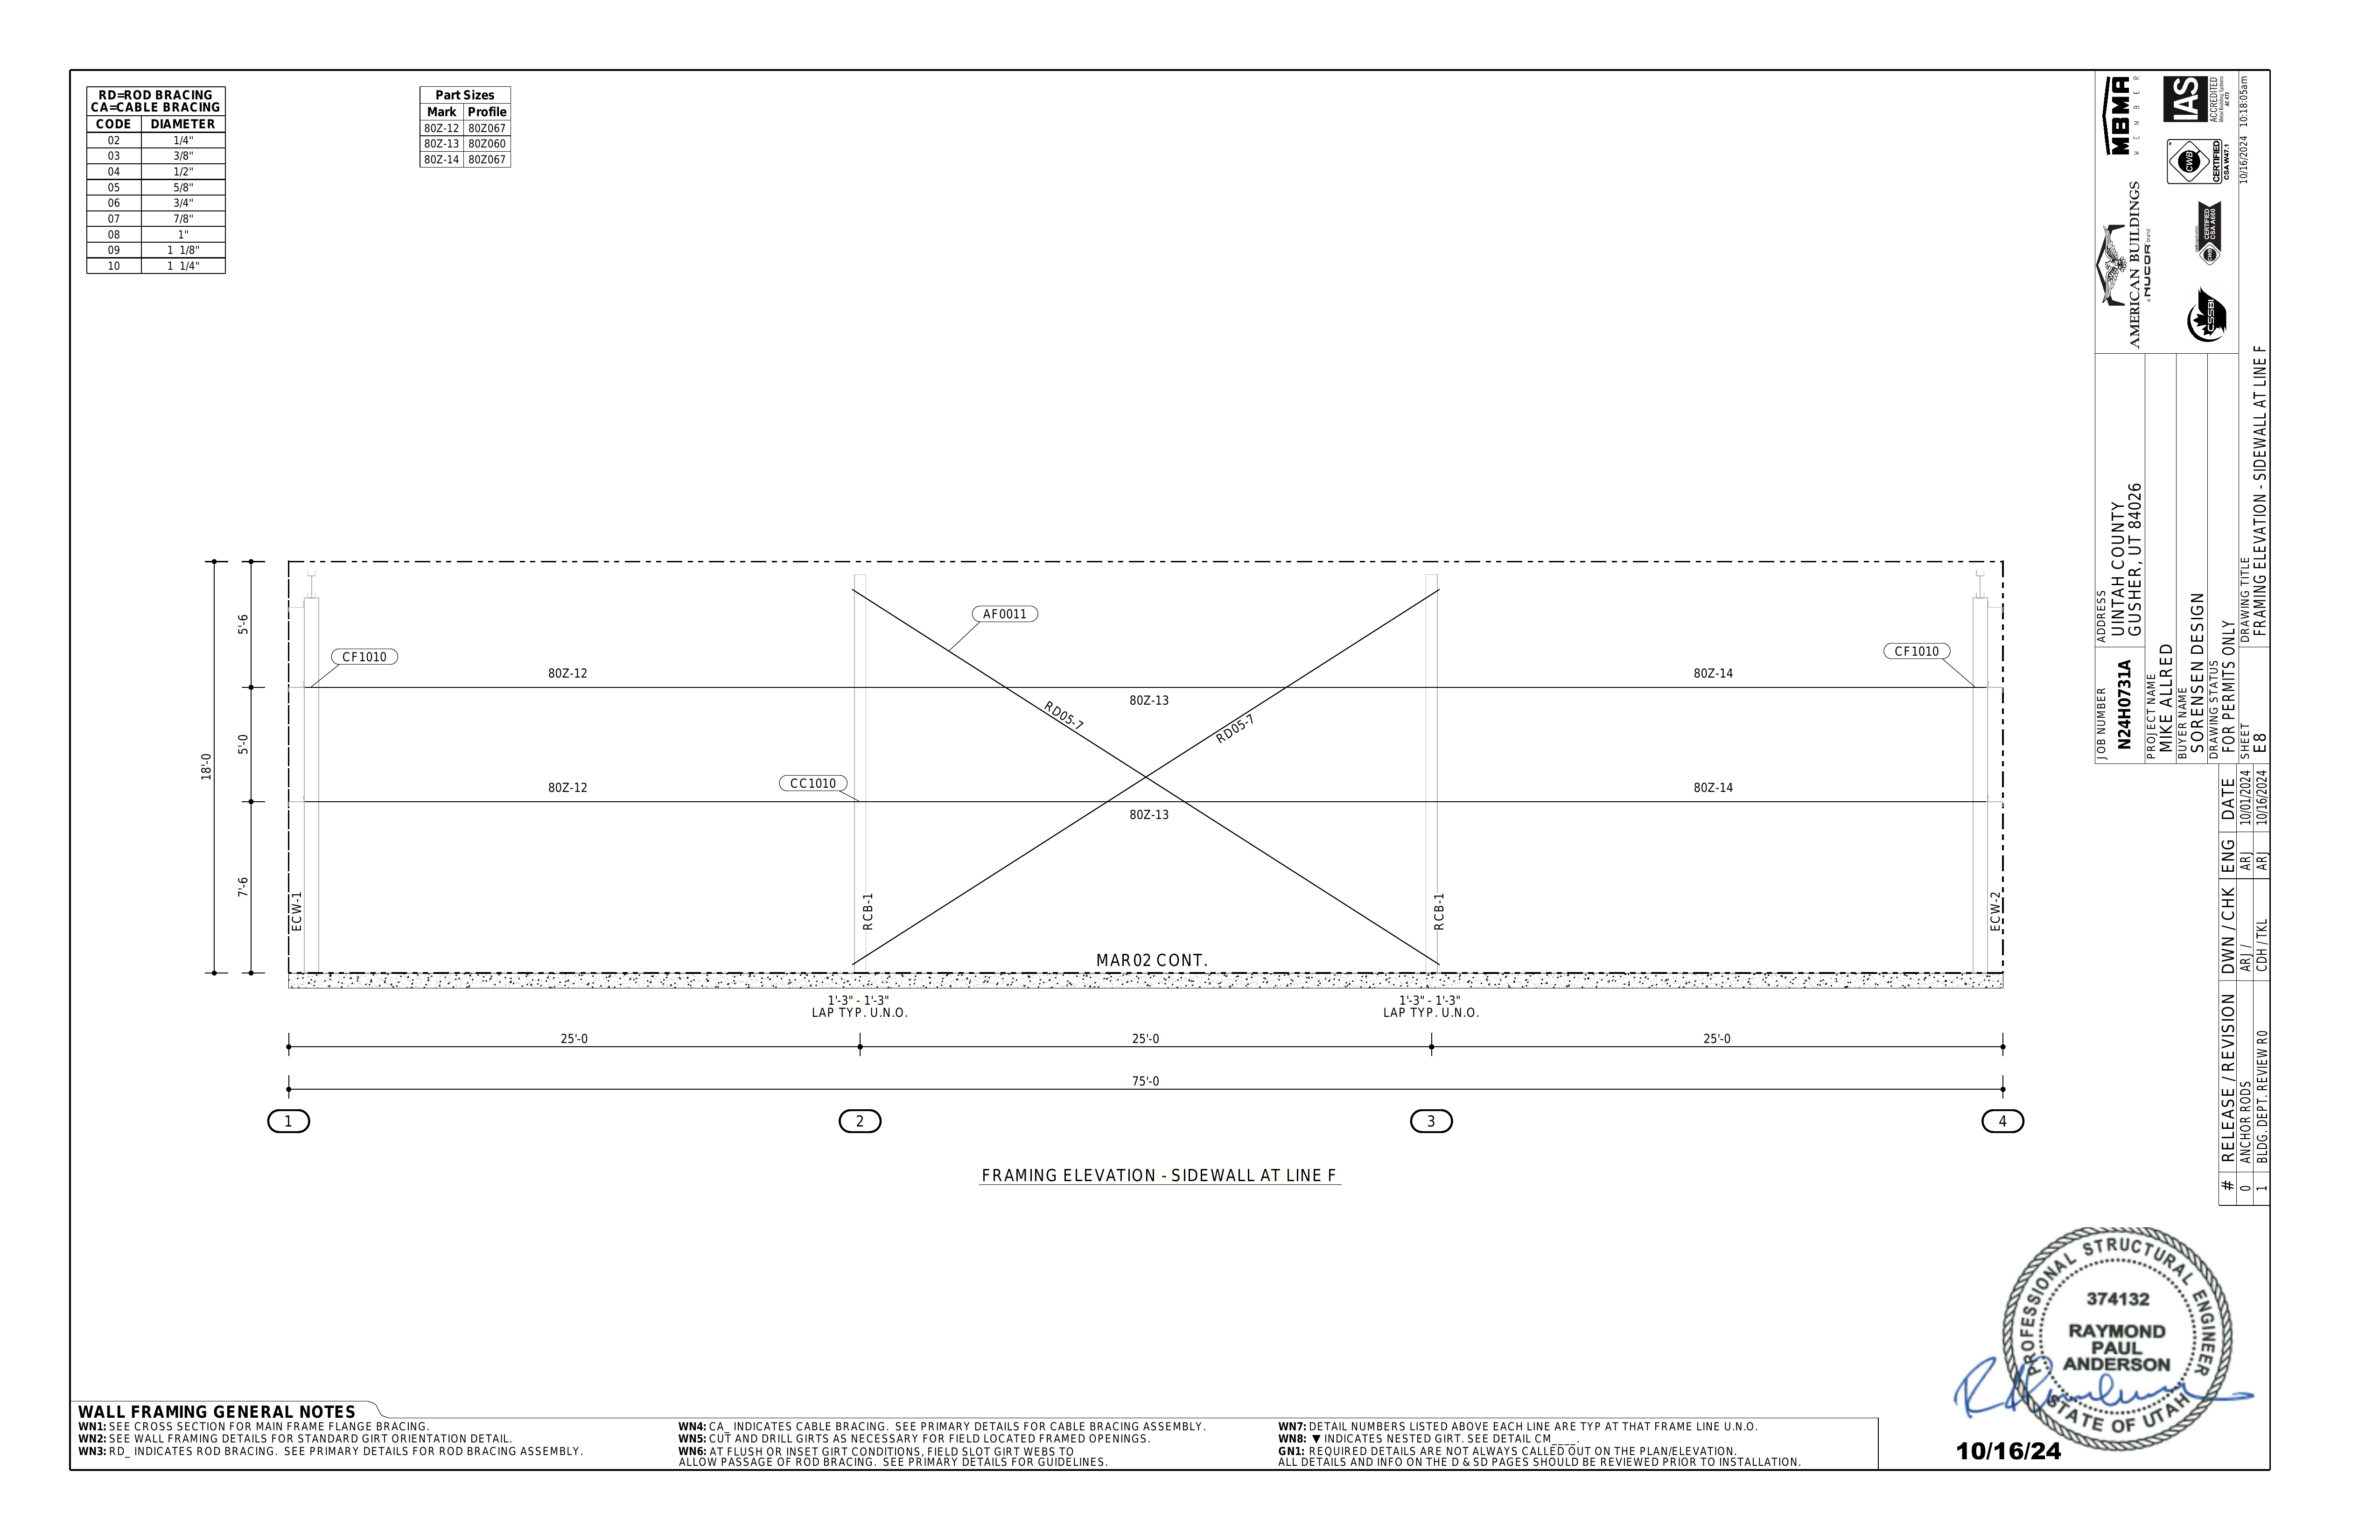 RD=ROD BRACING
CA=CABLE BRACING
CODE DIAMETER
02 1/4"
03 3/8"
04 1/2"
05 5/8"
06 3/4"
07 7/8"
08 1"
09 1 1/8"
10 1 1/4"
Part Sizes
Mark Profile
80Z-12 80Z067
80Z-13 80Z060
80Z-14 80Z067
18'-0
5'-6
5'-0
7'-6
CF1010
AF0011
CF1010
80Z-12
80Z-13
80Z-14
RD05-7
RD05-7
CC1010
80Z-12
80Z-13
80Z-14
ECW-1
RCB-1
RCB-1
ECW-2
MAR02 CONT.
1'-3" - 1'-3"
LAP TYP. U.N.O.
1'-3" - 1'-3"
LAP TYP. U.N.O.
25'-0
25'-0
25'-0
75'-0
1
2
3
4
FRAMING ELEVATION - SIDEWALL AT LINE F
WALL FRAMING GENERAL NOTES
WN1: SEE CROSS SECTION FOR MAIN FRAME FLANGE BRACING.
WN2: SEE WALL FRAMING DETAILS FOR STANDARD GIRT ORIENTATION DETAIL.
WN3: RD_ INDICATES ROD BRACING. SEE PRIMARY DETAILS FOR ROD BRACING ASSEMBLY.
WN4: CA_ INDICATES CABLE BRACING. SEE PRIMARY DETAILS FOR CABLE BRACING ASSEMBLY.
WN5: CUT AND DRILL GIRTS AS NECESSARY FOR FIELD LOCATED FRAMED OPENINGS.
WN6: AT FLUSH OR INSET GIRT CONDITIONS, FIELD SLOT GIRT WEBS TO
ALLOW PASSAGE OF ROD BRACING. SEE PRIMARY DETAILS FOR GUIDELINES.
WN7: DETAIL NUMBERS LISTED ABOVE EACH LINE ARE TYP AT THAT FRAME LINE U.N.O.
WN8: ▼ INDICATES NESTED GIRT. SEE DETAIL CM____.
GN1: REQUIRED DETAILS ARE NOT ALWAYS CALLED OUT ON THE PLAN/ELEVATION.
ALL DETAILS AND INFO ON THE D & SD PAGES SHOULD BE REVIEWED PRIOR TO INSTALLATION.
MBMA
MEMBER
IAS
ACCREDITED
CWB
CERTIFIED
CSA W47.1
AMERICAN BUILDINGS
A NUCOR brand
CWB
CERTIFIED
CSA A660
CSSBI
JOB NUMBER
N24H0731A
ADDRESS
UINTAH COUNTY
GUSHER, UT 84026
PROJECT NAME
MIKE ALLRED
BUYER NAME
SORENSEN DESIGN
DRAWING STATUS
FOR PERMITS ONLY
SHEET
E8
DRAWING TITLE
FRAMING ELEVATION - SIDEWALL AT LINE F
10/16/2024 10:18:05am
# RELEASE / REVISION DWN / CHK ENG DATE
0 ANCHOR RODS ARJ / ARJ 10/01/2024
1 BLDG. DEPT. REVIEW R0 CDH / TKL ARJ 10/16/2024
PROFESSIONAL STRUCTURAL ENGINEER
374132
RAYMOND
PAUL
ANDERSON
STATE OF UTAH
10/16/24